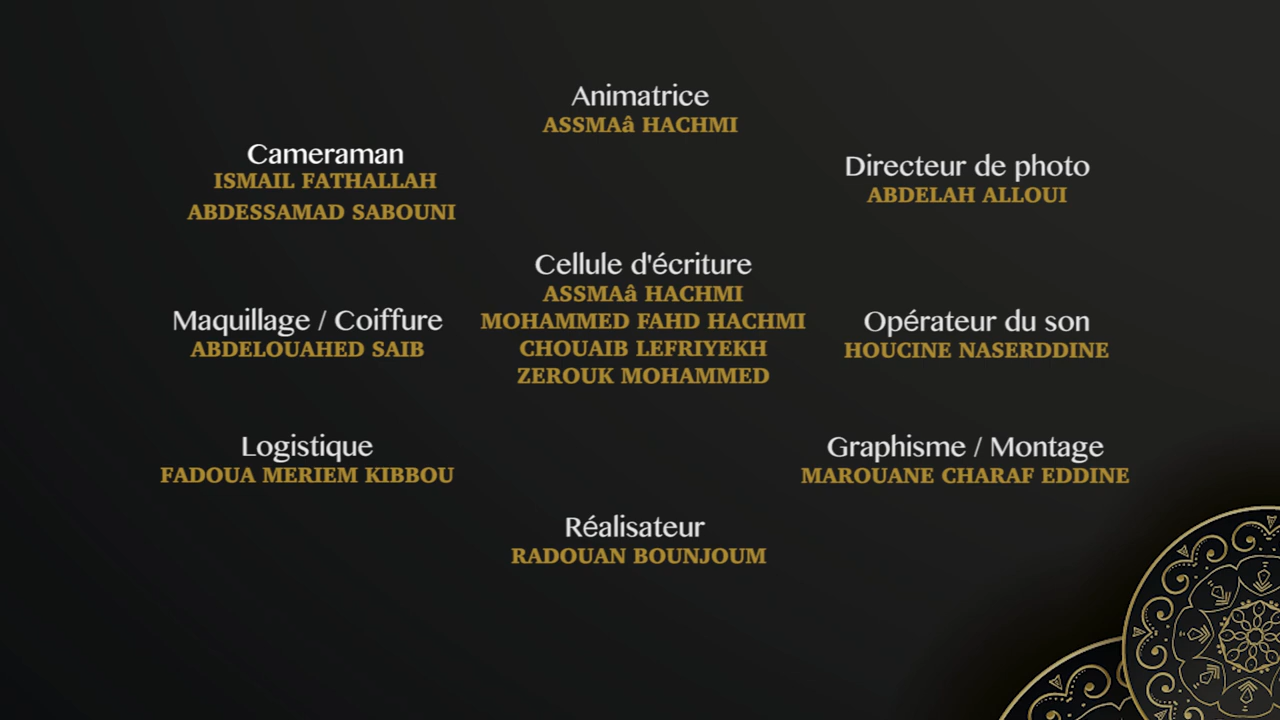 Animatrice
ASSMAâ HACHMI
Cameraman
ISMAIL FATHALLAH
ABDESSAMAD SABOUNI
Directeur de photo
ABDELAH ALLOUI
Cellule d'écriture
ASSMAâ HACHMI
MOHAMMED FAHD HACHMI
CHOUAIB LEFRIYEKH
ZEROUK MOHAMMED
Maquillage / Coiffure
ABDELOUAHED SAIB
Opérateur du son
HOUCINE NASERDDINE
Logistique
FADOUA MERIEM KIBBOU
Graphisme / Montage
MAROUANE CHARAF EDDINE
Réalisateur
RADOUAN BOUNJOUM